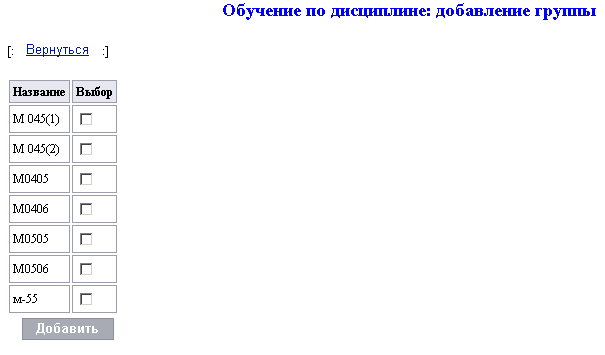 Обучение по дисциплине: добавление группы
[: Вернуться :]
Название Выбор
М 045(1)
М 045(2)
М0405
М0406
М0505
М0506
м-55
Добавить